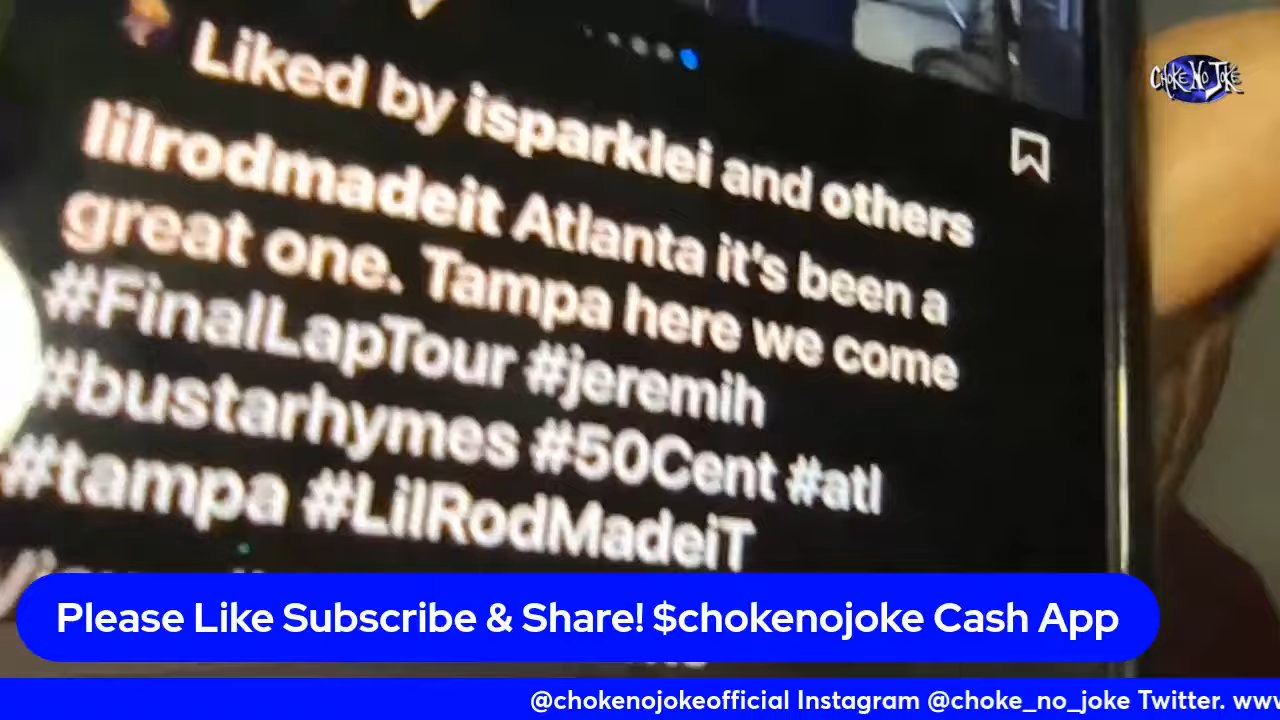 CHOKE NO JOKE
Liked by isparklei and others
lilrodmadeit Atlanta it's been a
great one. Tampa here we come
#FinalLapTour #jeremih
#bustarhymes #50Cent #atl
#tampa #LilRodMadeiT
Please Like Subscribe & Share! $chokenojoke Cash App
@chokenojokeofficial Instagram @choke_no_joke Twitter. www